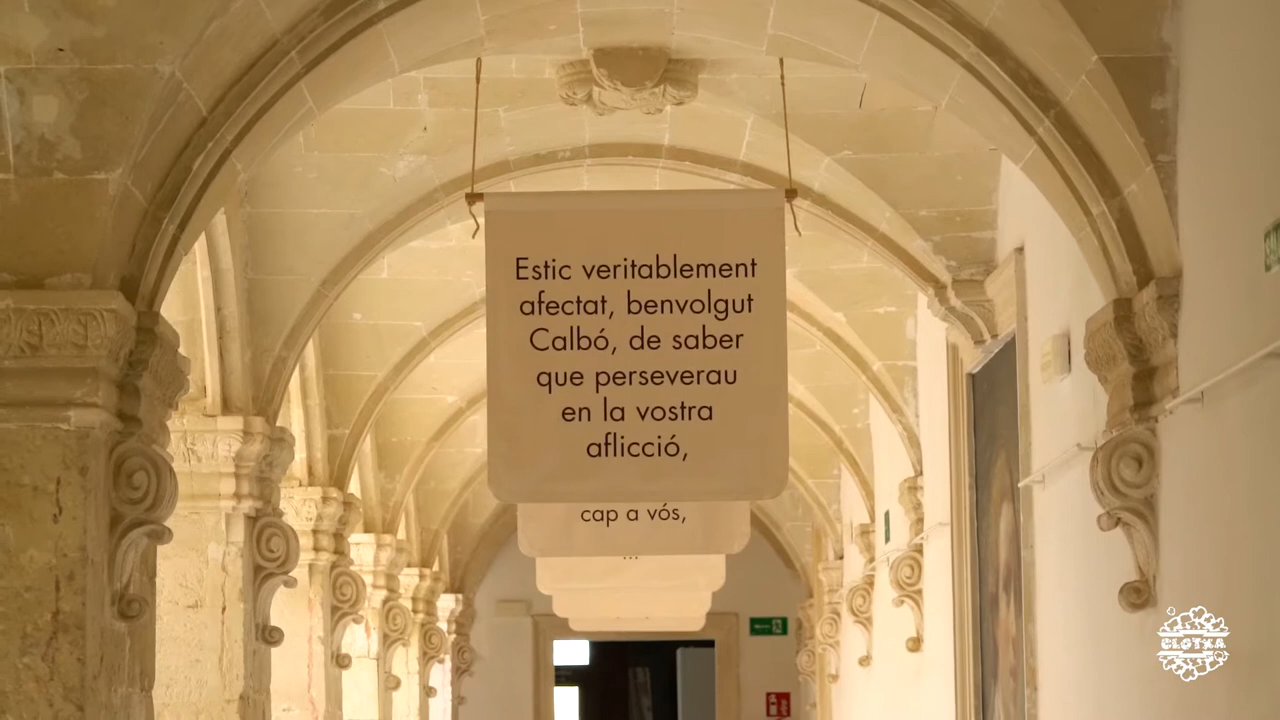 Estic veritablement
afectat, benvolgut
Calbó, de saber
que perseverau
en la vostra
aflicció,
cap a vós,
...
CLOTXA